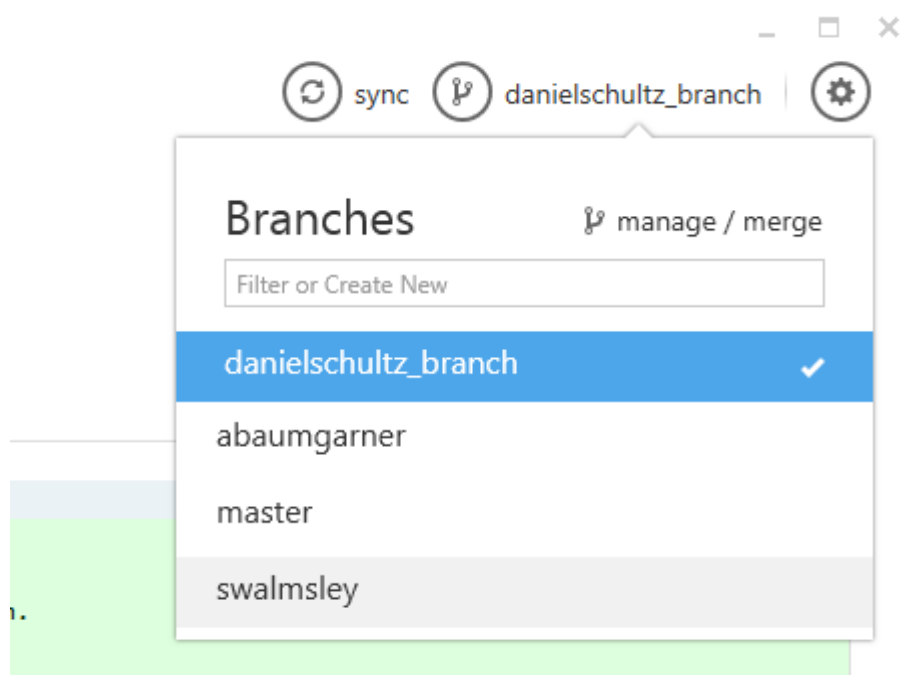 sync danielschultz_branch
Branches manage / merge
Filter or Create New
danielschultz_branch
abaumgarner
master
swalmsley